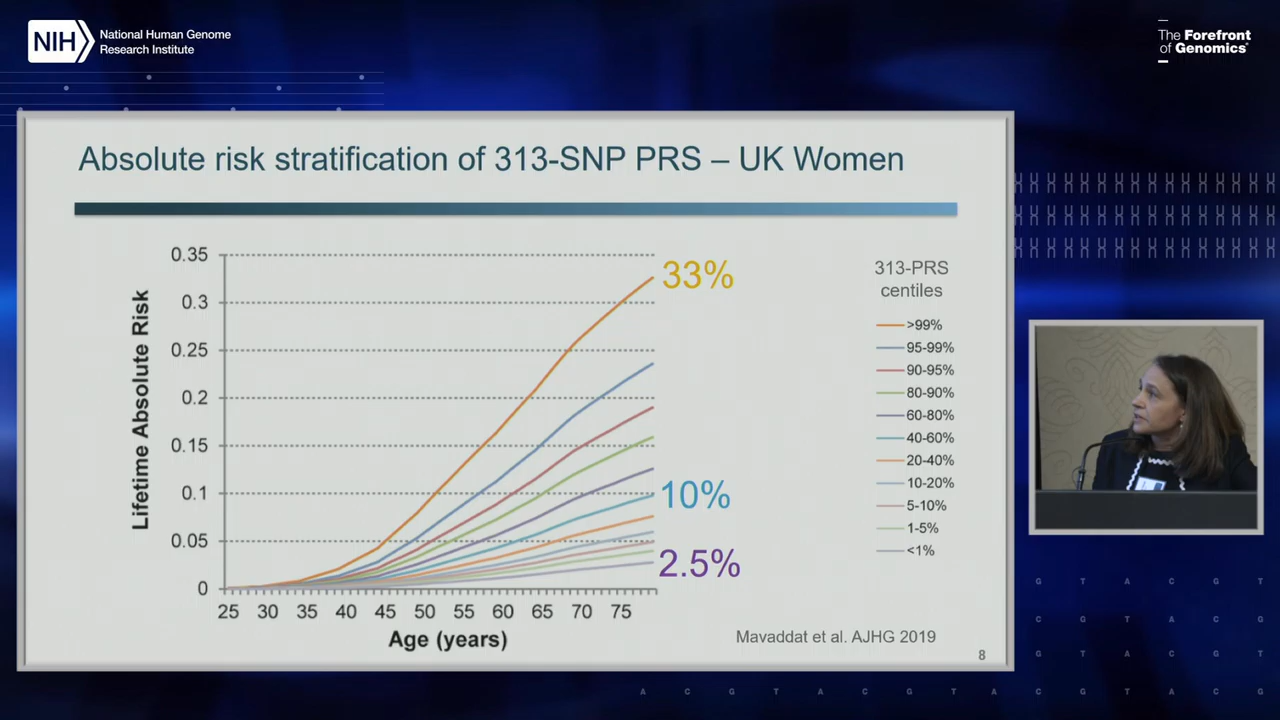 NIH
National Human Genome
Research Institute
The Forefront
of Genomics®
Absolute risk stratification of 313-SNP PRS – UK Women
0.35
0.3
0.25
0.2
0.15
0.1
0.05
0
Lifetime Absolute Risk
33%
10%
2.5%
25 30 35 40 45 50 55 60 65 70 75
Age (years)
313-PRS
centiles
>99%
95-99%
90-95%
80-90%
60-80%
40-60%
20-40%
10-20%
5-10%
1-5%
<1%
Mavaddat et al. AJHG 2019
8
G T A C G T
C G T A C G
G T A C G T
A C G T A C G T A C G T A C G T A C G